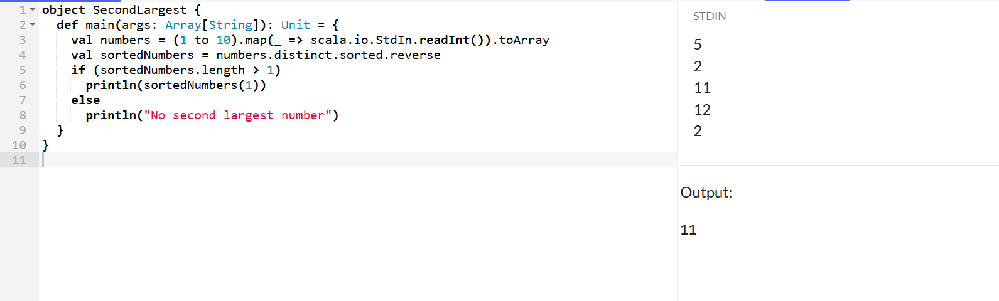 1 object SecondLargest {
2 def main(args: Array[String]): Unit = {
3 val numbers = (1 to 10).map(_ => scala.io.StdIn.readInt()).toArray
4 val sortedNumbers = numbers.distinct.sorted.reverse
5 if (sortedNumbers.length > 1)
6 println(sortedNumbers(1))
7 else
8 println("No second largest number")
9 }
10 }
11
STDIN
5
2
11
12
2
Output:
11